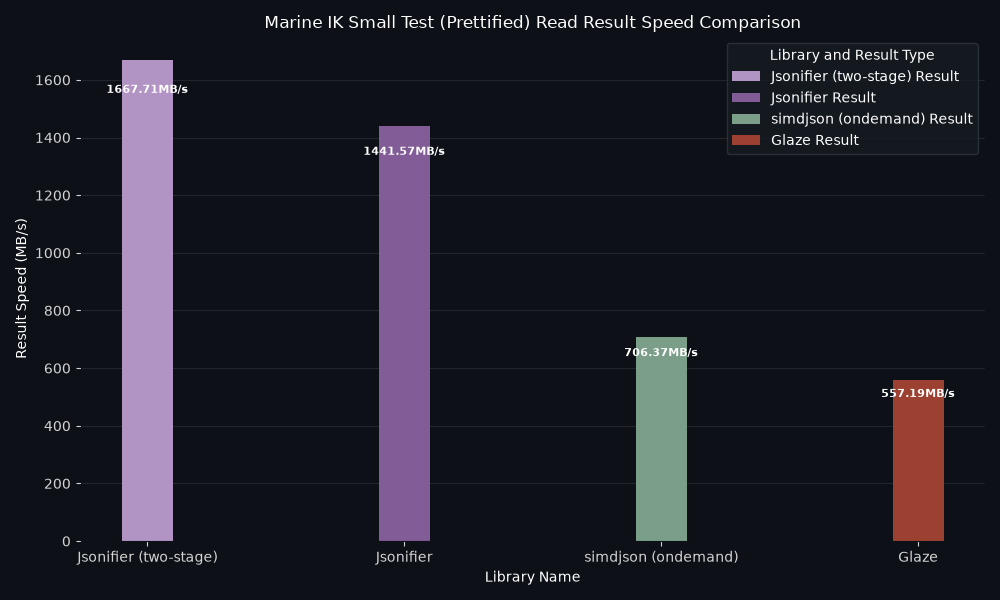 Marine IK Small Test (Prettified) Read Result Speed Comparison
Library and Result Type
Jsonifier (two-stage) Result
Jsonifier Result
simdjson (ondemand) Result
Glaze Result
Result Speed (MB/s)
1600
1400
1200
1000
800
600
400
200
0
1667.71MB/s
1441.57MB/s
706.37MB/s
557.19MB/s
Jsonifier (two-stage)
Jsonifier
simdjson (ondemand)
Glaze
Library Name